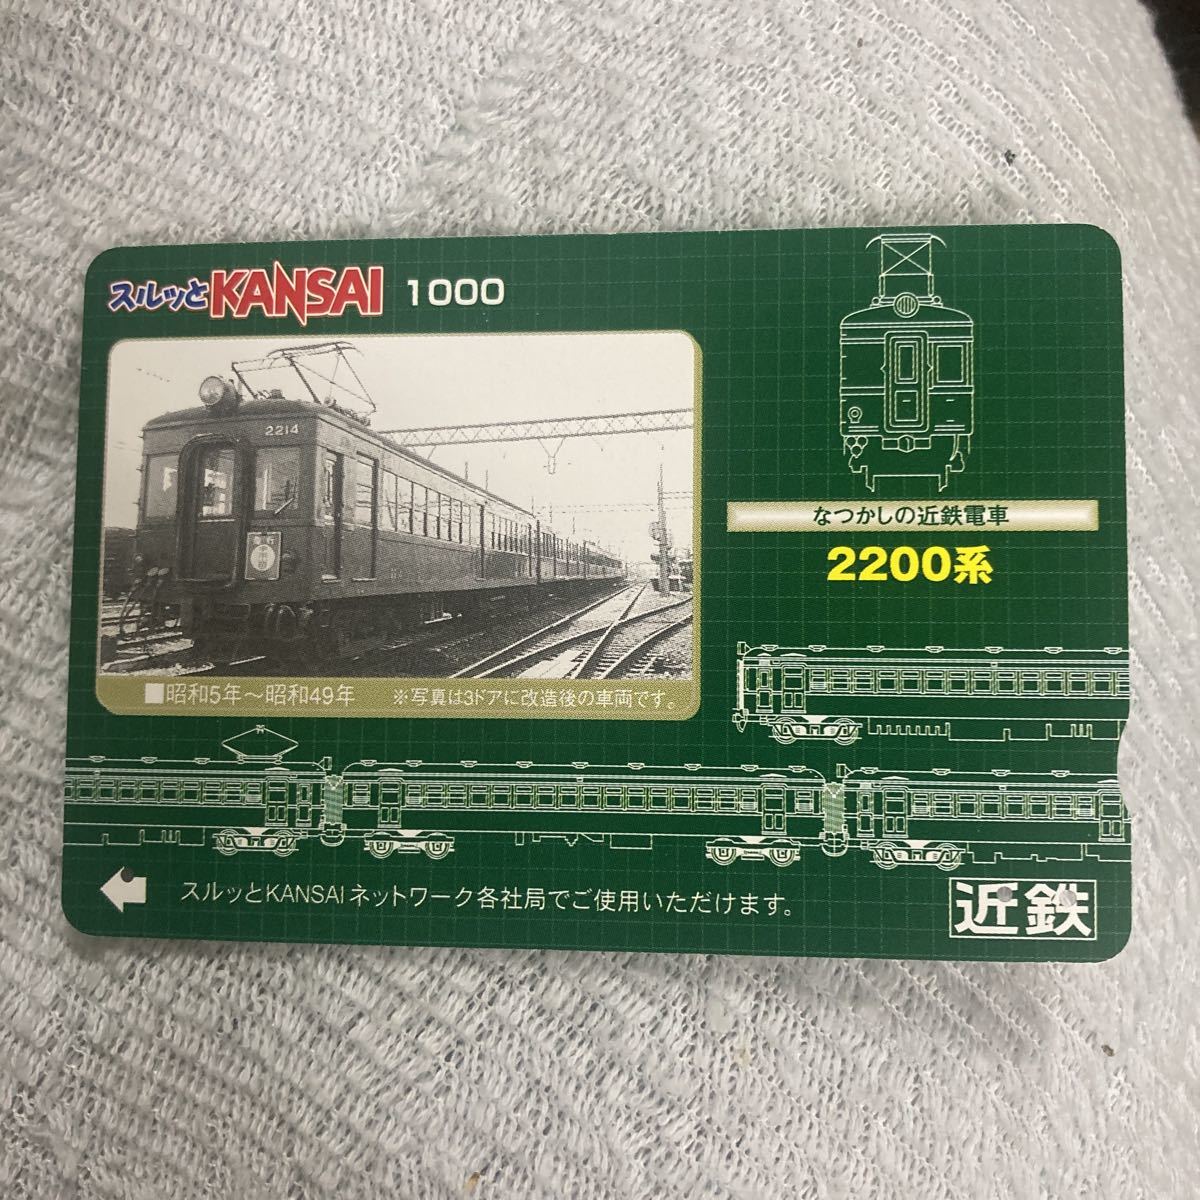 スルッとKANSAI 1000
2214
なつかしの近鉄電車
2200系
■昭和5年～昭和49年 ※写真は3ドアに改造後の車両です。
スルッとKANSAI ネットワーク各社局でご使用いただけます。
近鉄